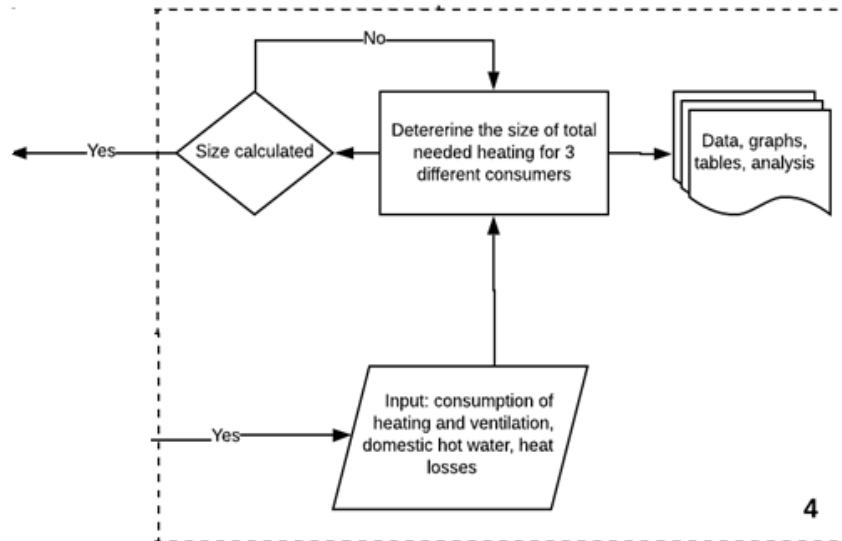 No
Yes
Size calculated
Detererine the size of total
needed heating for 3
different consumers
Data, graphs,
tables, analysis
Input: consumption of
heating and ventilation,
domestic hot water, heat
losses
Yes
4